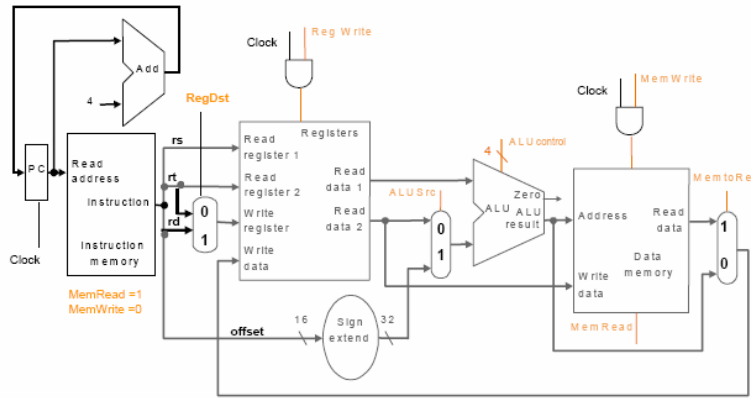 Clock
Reg Write
Clock
MemWrite
Add
4
RegDst
PC
Read
address
Instruction
Instruction
memory
Clock
MemRead =1
MemWrite =0
rs
rt
rd
0
1
Registers
Read
register 1
Read
register 2
Write
register
Write
data
Read
data 1
Read
data 2
offset
16
Sign
extend
32
ALUSrc
0
1
4
ALU control
Zero
ALU
ALU
result
Address
Read
data
Data
memory
Write
data
MemRead
MemtoRe
1
0